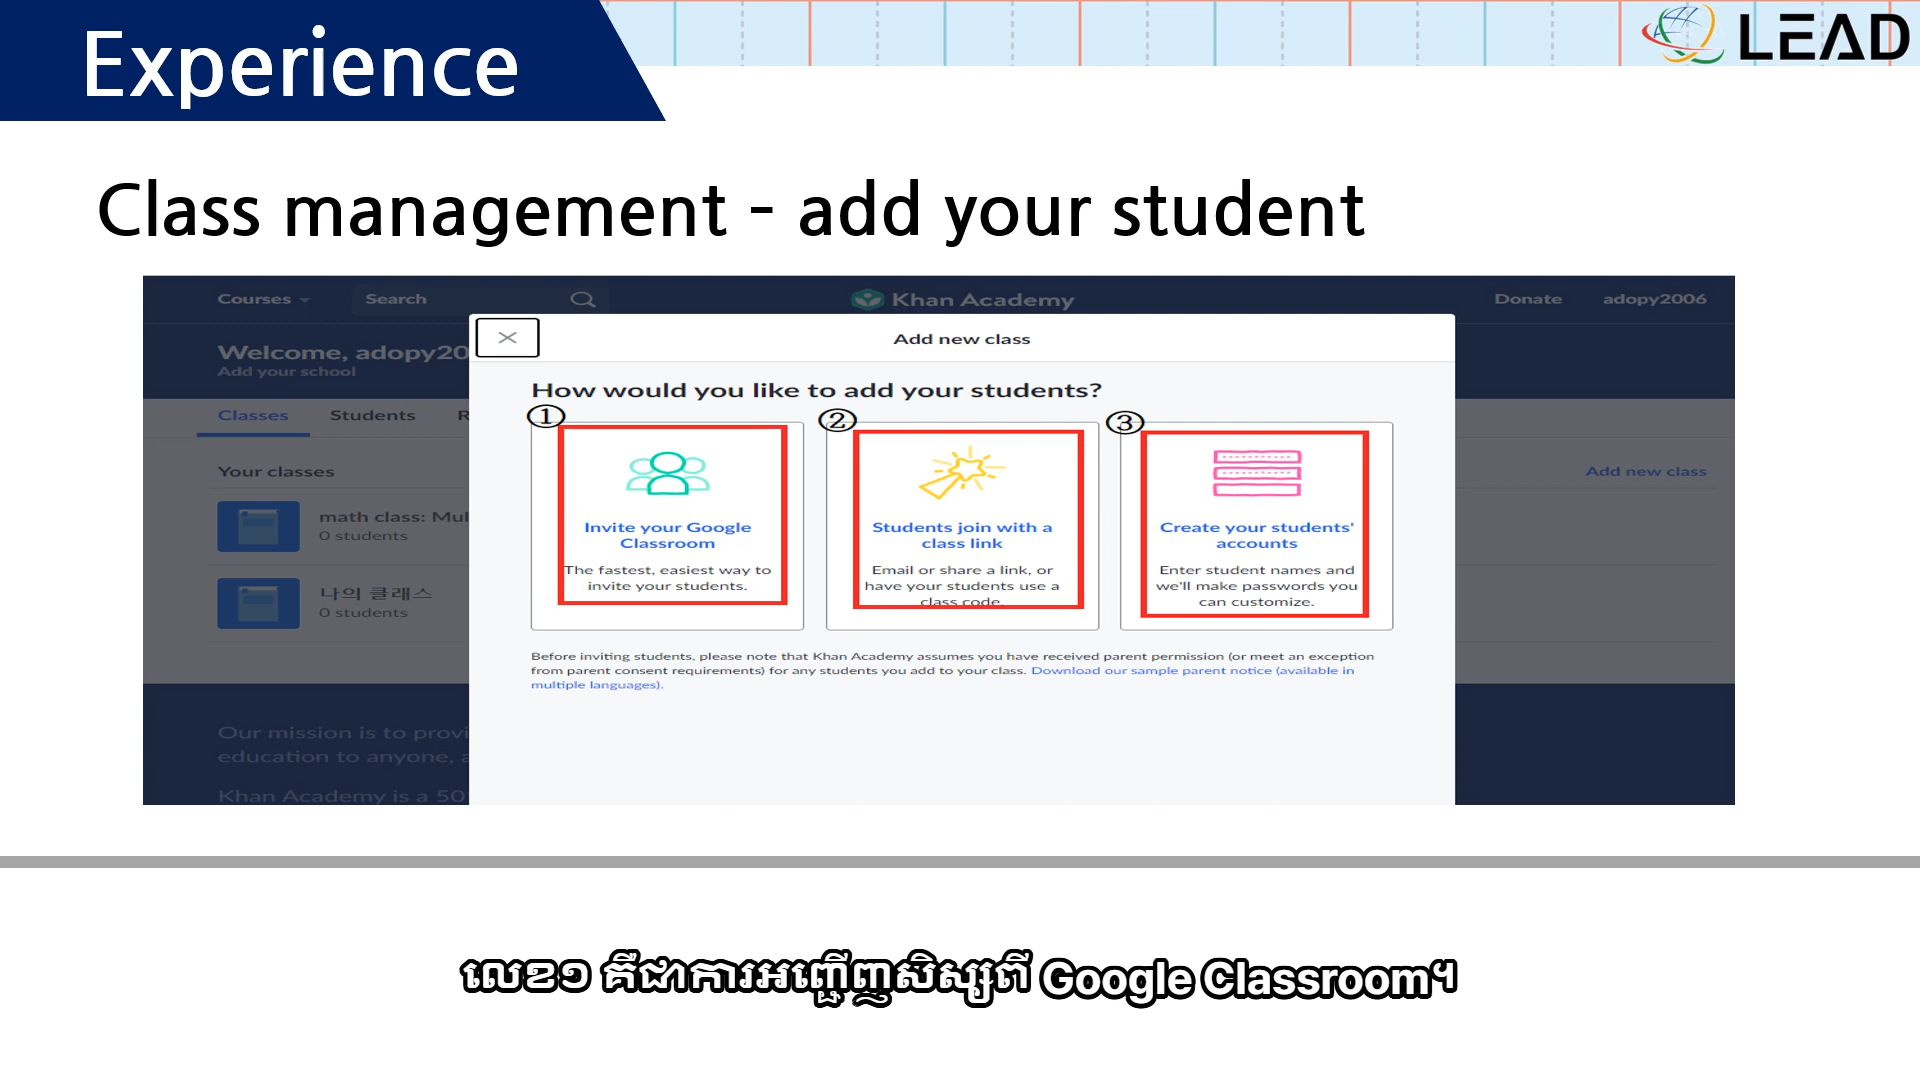 Experience
LEAD
Class management - add your student
Courses
Search
Khan Academy
Donate
adopy2006
Welcome, adopy20
Add your school
Add new class
Classes
Students
R
How would you like to add your students?
①
②
③
Your classes
Add new class
math class: Mul
0 students
나의 클래스
0 students
Invite your Google
Classroom
The fastest, easiest way to
invite your students.
Students join with a
class link
Email or share a link, or
have your students use a
class code.
Create your students'
accounts
Enter student names and
we'll make passwords you
can customize.
Before inviting students, please note that Khan Academy assumes you have received parent permission (or meet an exception
from parent consent requirements) for any students you add to your class. Download our sample parent notice (available in
multiple languages).
Our mission is to provi
education to anyone, a
Khan Academy is a 50
លេខ១ គឺជាការអញ្ជើញសិស្សពី Google Classroom។